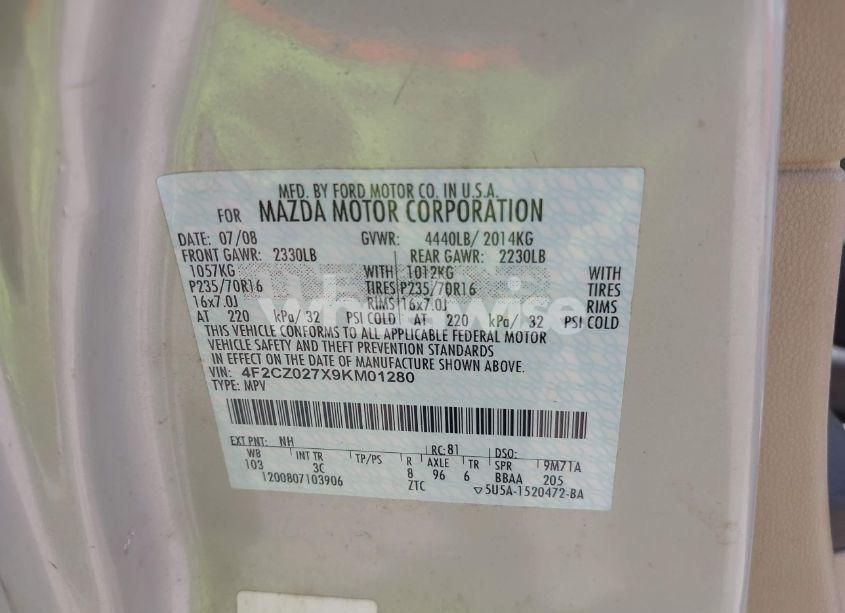 MFD. BY FORD MOTOR CO. IN U.S.A.
FOR MAZDA MOTOR CORPORATION
DATE: 07/08 GVWR: 4440LB/ 2014KG
FRONT GAWR: 2330LB REAR GAWR: 2230LB
1057KG WITH 1012KG WITH
P235/70R16 TIRES P235/70R16 TIRES
16x7.0J RIMS 16x7.0J RIMS
AT 220 kPa/ 32 PSI COLD AT 220 kPa/ 32 PSI COLD
THIS VEHICLE CONFORMS TO ALL APPLICABLE FEDERAL MOTOR
VEHICLE SAFETY AND THEFT PREVENTION STANDARDS
IN EFFECT ON THE DATE OF MANUFACTURE SHOWN ABOVE.
VIN: 4F2CZ027X9KM01280
TYPE: MPV
EXT PNT: NH RC: 81 DSO:
WB INT TR TP/PS R AXLE TR SPR 9M71A
103 3C 8 96 6 BBAA 205
1200807103906 ZTC ▽5U5A-1520472-BA